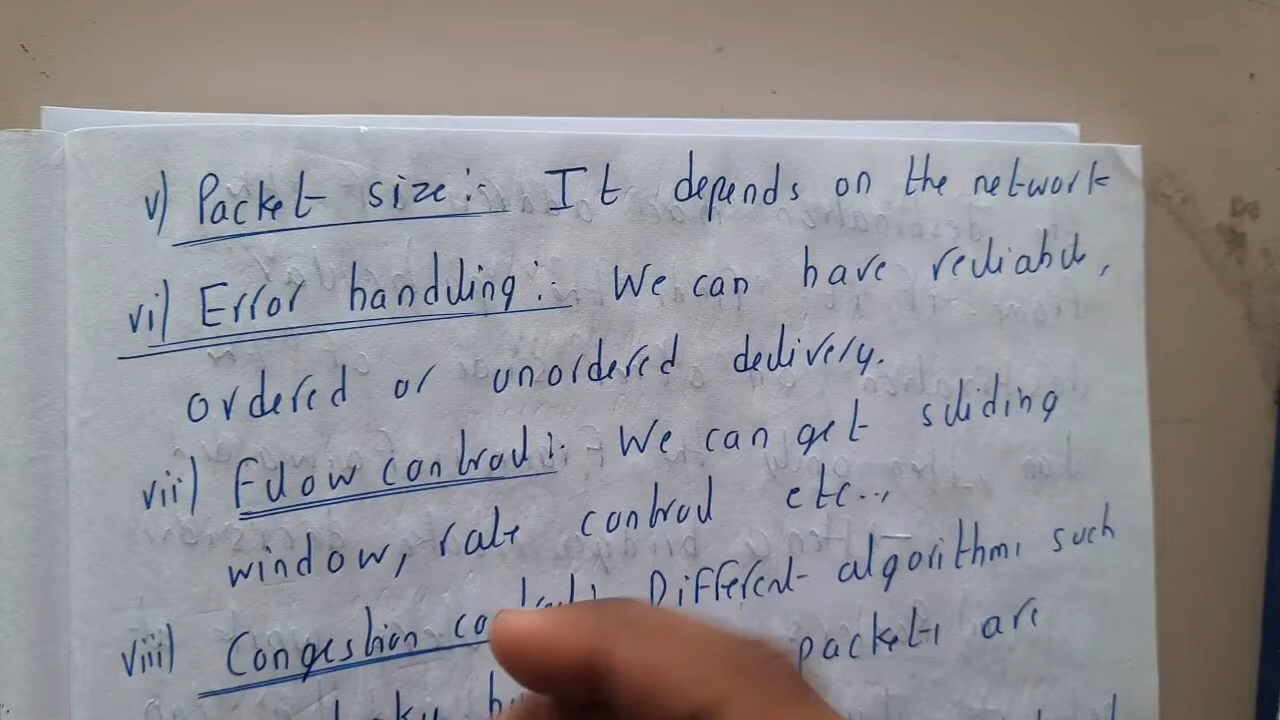 v) Packet size:- It depends on the network
vi) Error handling:- We can have reliable,
ordered or unordered delivery.
vii) Flow control:- We can get sliding
window, rate control etc..,
viii) Congestion Different algorithms such
packets are